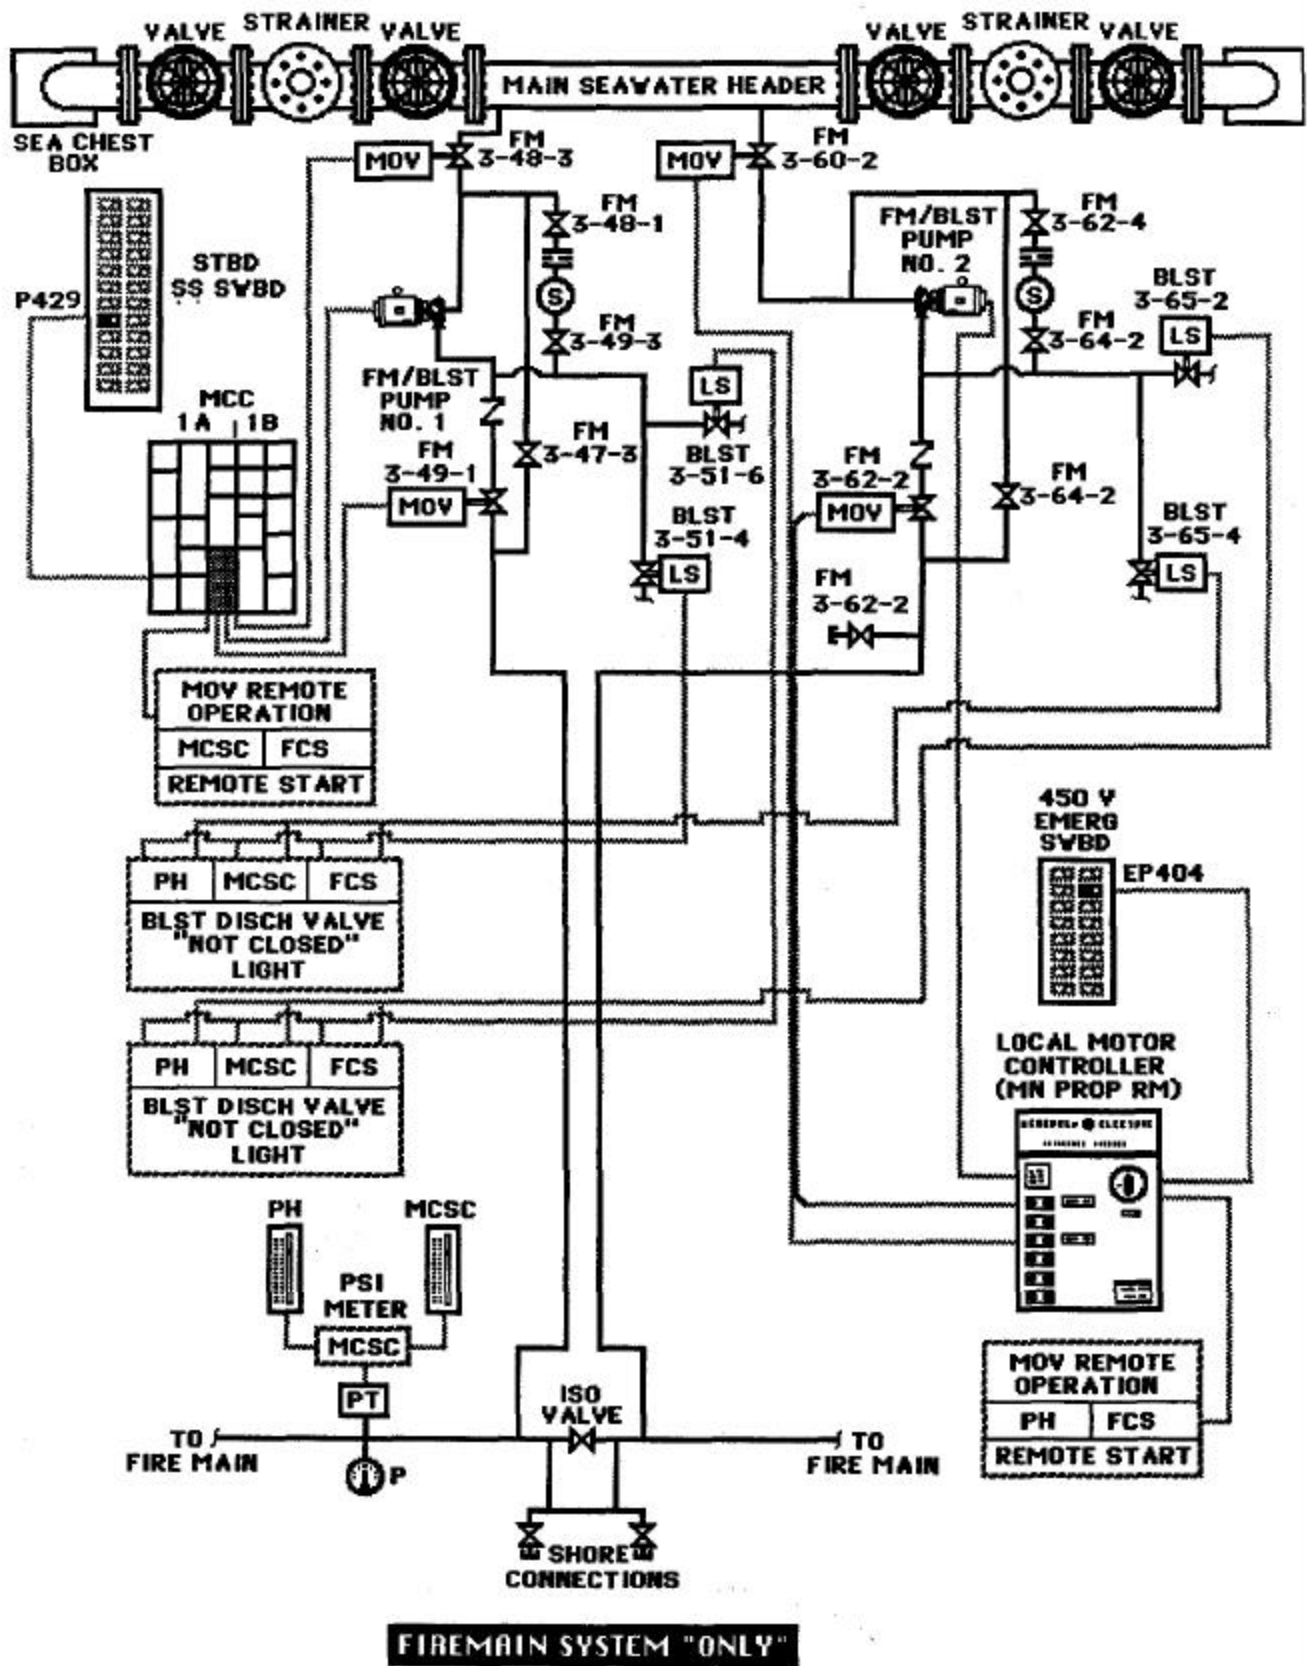 VALVE STRAINER VALVE
VALVE STRAINER VALVE
MAIN SEAWATER HEADER
SEA CHEST
BOX
MOV
FM
3-48-3
MOV
FM
3-60-2
FM
3-48-1
FM/BLST
PUMP
NO. 2
FM
3-62-4
STBD
SS SWBD
P429
S
S
BLST
3-65-2
LS
FM
3-49-3
FM
3-64-2
FM/BLST
PUMP
NO. 1
LS
MCC
1A 1B
FM
3-49-1
FM
3-47-3
BLST
3-51-6
FM
3-62-2
FM
3-64-2
MOV
MOV
BLST
3-51-4
LS
BLST
3-65-4
LS
FM
3-62-2
MOV REMOTE
OPERATION
MCSC FCS
REMOTE START
450 V
EMERG
SWBD
EP404
PH MCSC FCS
BLST DISCH VALVE
"NOT CLOSED"
LIGHT
PH MCSC FCS
BLST DISCH VALVE
"NOT CLOSED"
LIGHT
LOCAL MOTOR
CONTROLLER
(MN PROP RM)
PH
MCSC
PSI
METER
MCSC
PT
ISO
VALVE
MOV REMOTE
OPERATION
PH FCS
REMOTE START
TO
FIRE MAIN
P
TO
FIRE MAIN
SHORE
CONNECTIONS
FIREMAIN SYSTEM "ONLY"